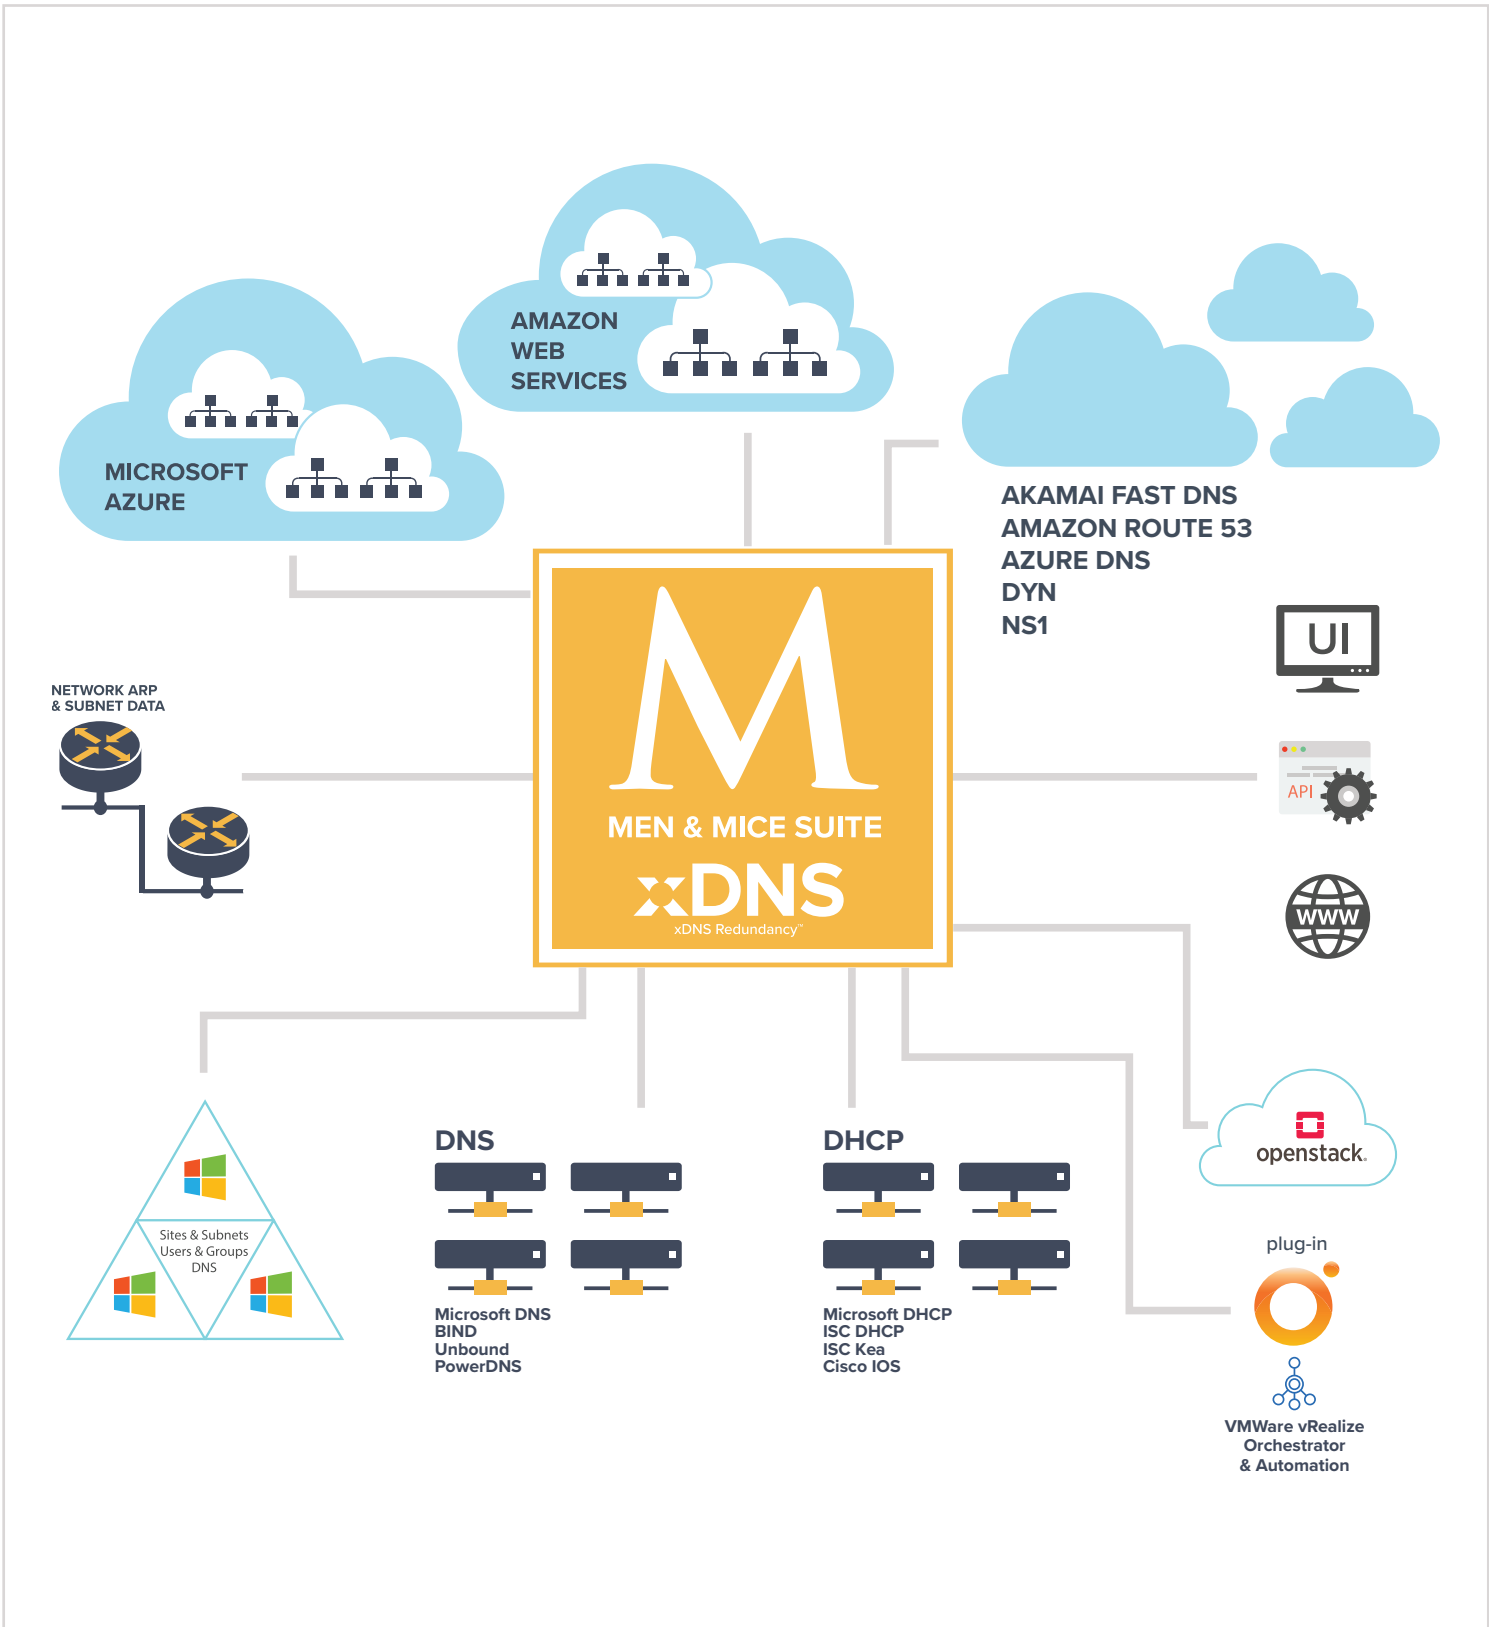 AMAZON
WEB
SERVICES
MICROSOFT
AZURE
AKAMAI FAST DNS
AMAZON ROUTE 53
AZURE DNS
DYN
NS1
UI
NETWORK ARP
& SUBNET DATA
API
M
MEN & MICE SUITE
xDNS
xDNS Redundancy™
WWW
openstack.
DNS
DHCP
Sites & Subnets
Users & Groups
DNS
Microsoft DNS
BIND
Unbound
PowerDNS
Microsoft DHCP
ISC DHCP
ISC Kea
Cisco IOS
plug-in
VMWare vRealize
Orchestrator
& Automation